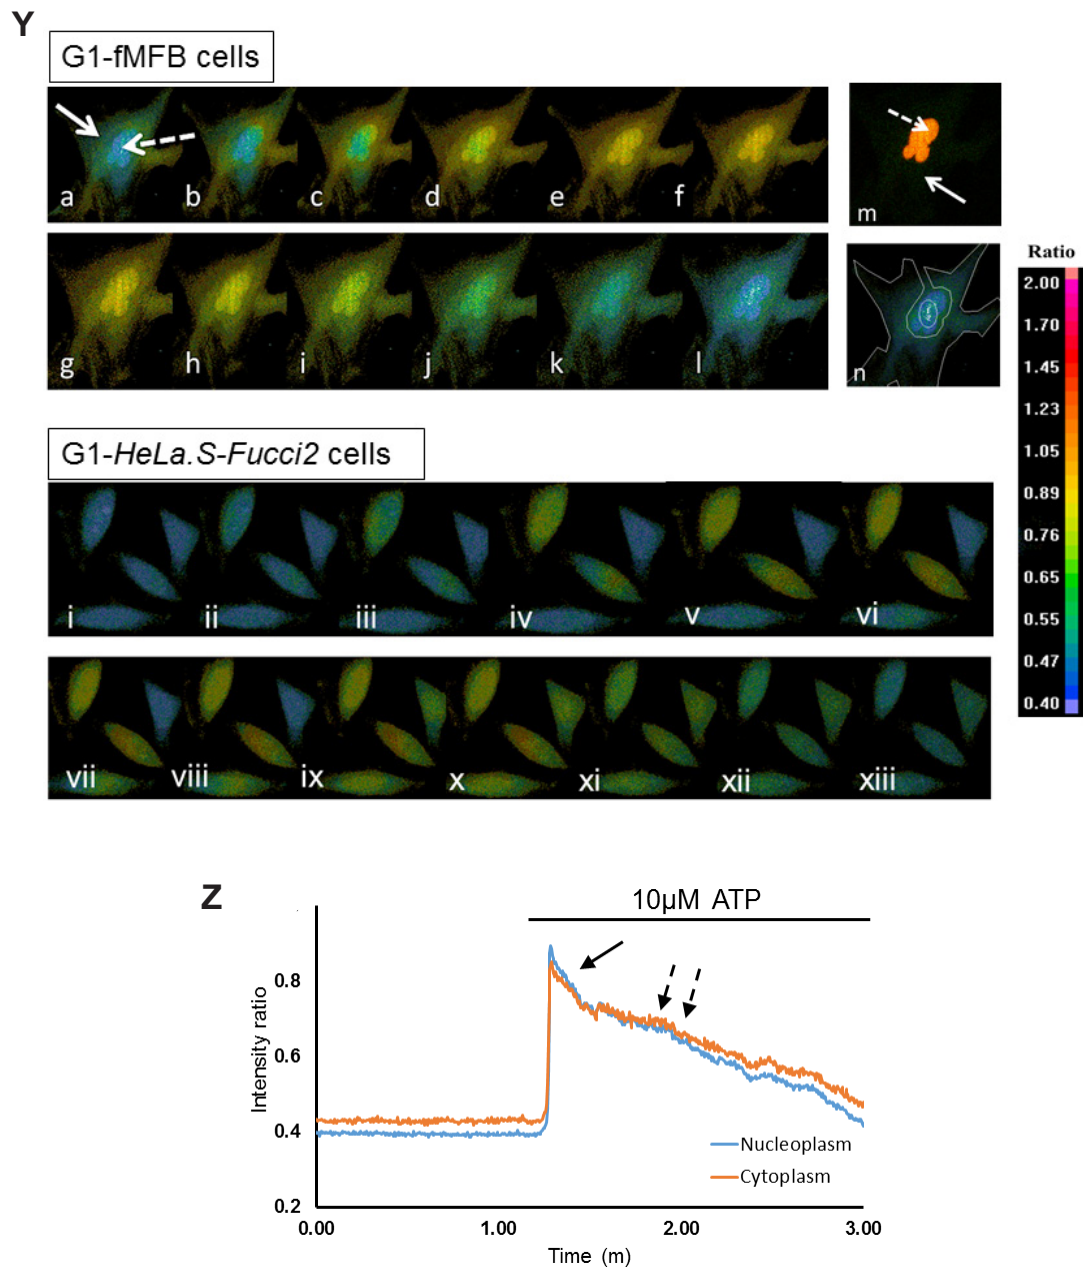 Y
G1-fMFB cells
a b c d e f
m
g h i j k l
n
Ratio
2.00
1.70
1.45
1.23
1.05
0.89
0.76
0.65
0.55
0.47
0.40
G1-HeLa.S-Fucci2 cells
i ii iii iv v vi
vii viii ix x xi xii xiii
Z
10µM ATP
0.8
0.6
0.4
0.2
Intensity ratio
Nucleoplasm
Cytoplasm
0.00 1.00 2.00 3.00
Time (m)